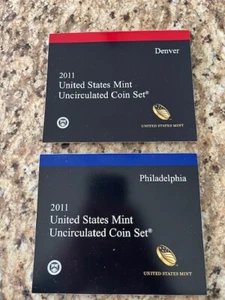 Denver
2011
United States Mint
Uncirculated Coin Set®
UNITED STATES MINT
Philadelphia
2011
United States Mint
Uncirculated Coin Set®
UNITED STATES MINT